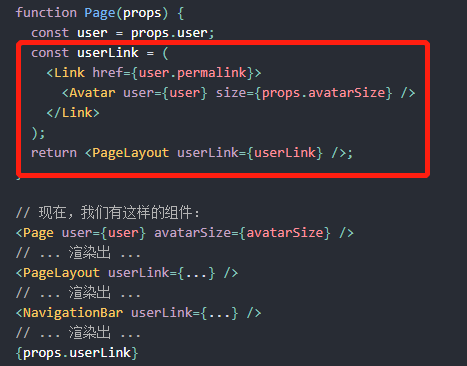 function Page(props) {
  const user = props.user;
  const userLink = (
    <Link href={user.permalink}>
      <Avatar user={user} size={props.avatarSize} />
    </Link>
  );
  return <PageLayout userLink={userLink} />;
}
// 现在，我们有这样的组件：
<Page user={user} avatarSize={avatarSize} />
// ... 渲染出 ...
<PageLayout userLink={...} />
// ... 渲染出 ...
<NavigationBar userLink={...} />
// ... 渲染出 ...
{props.userLink}